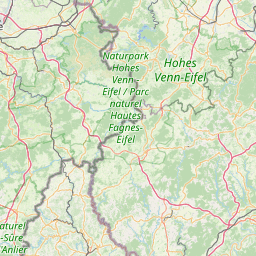 Naturpark
Hohes
Venn -
Eifel / Parc
naturel
Hautes-
Fagnes-
Eifel
Hohes
Venn-Eifel
aturel
-Sûre
'Anlier